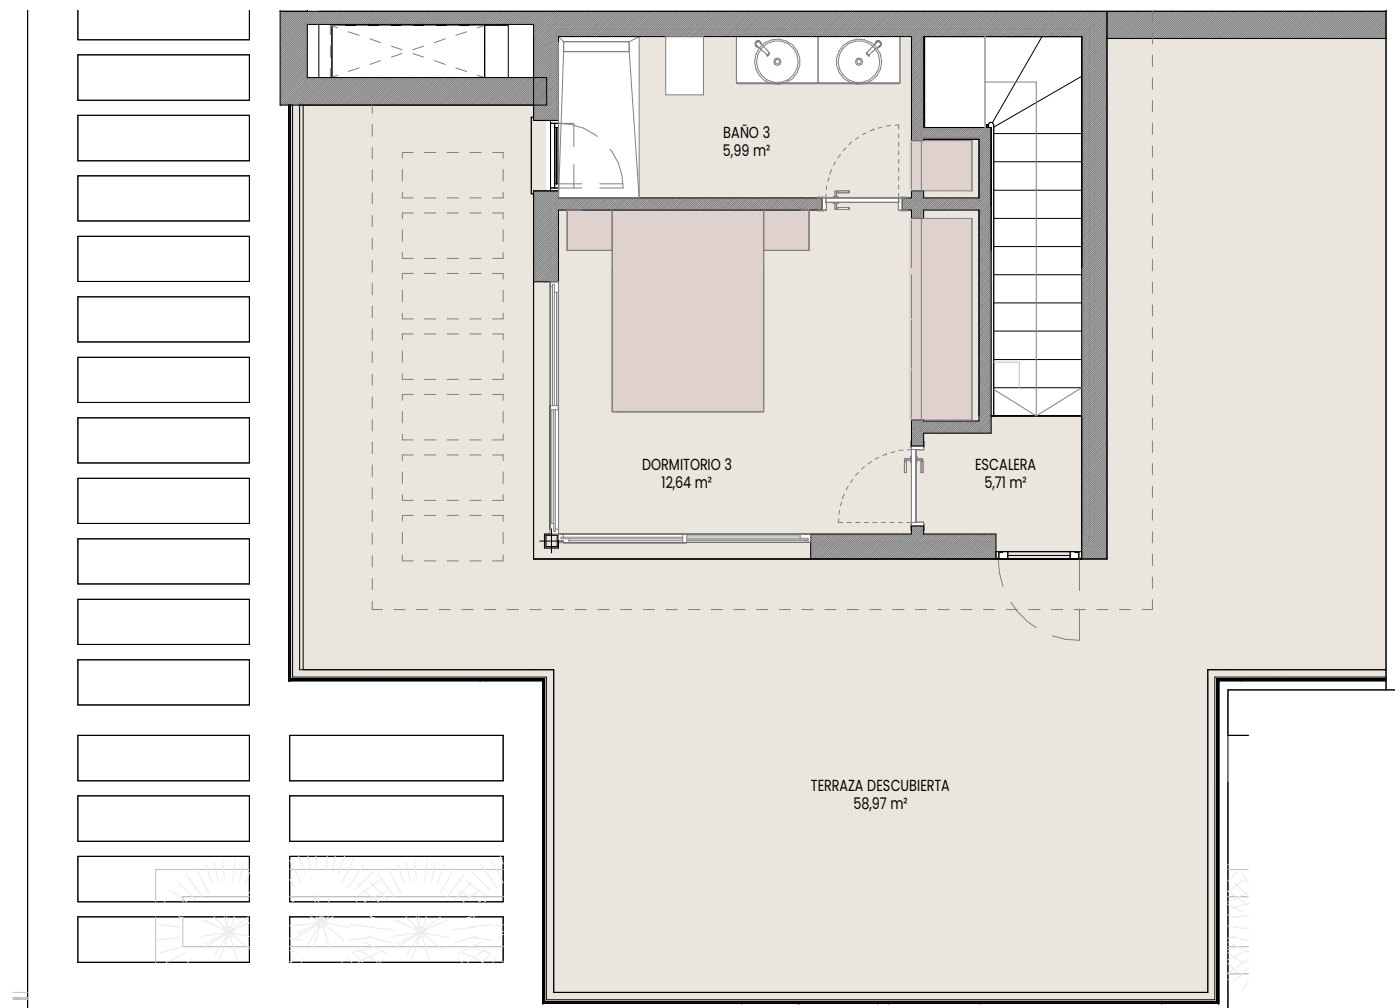 BAÑO 3
5,99 m²
DORMITORIO 3
12,64 m²
ESCALERA
5,71 m²
TERRAZA DESCUBIERTA
58,97 m²